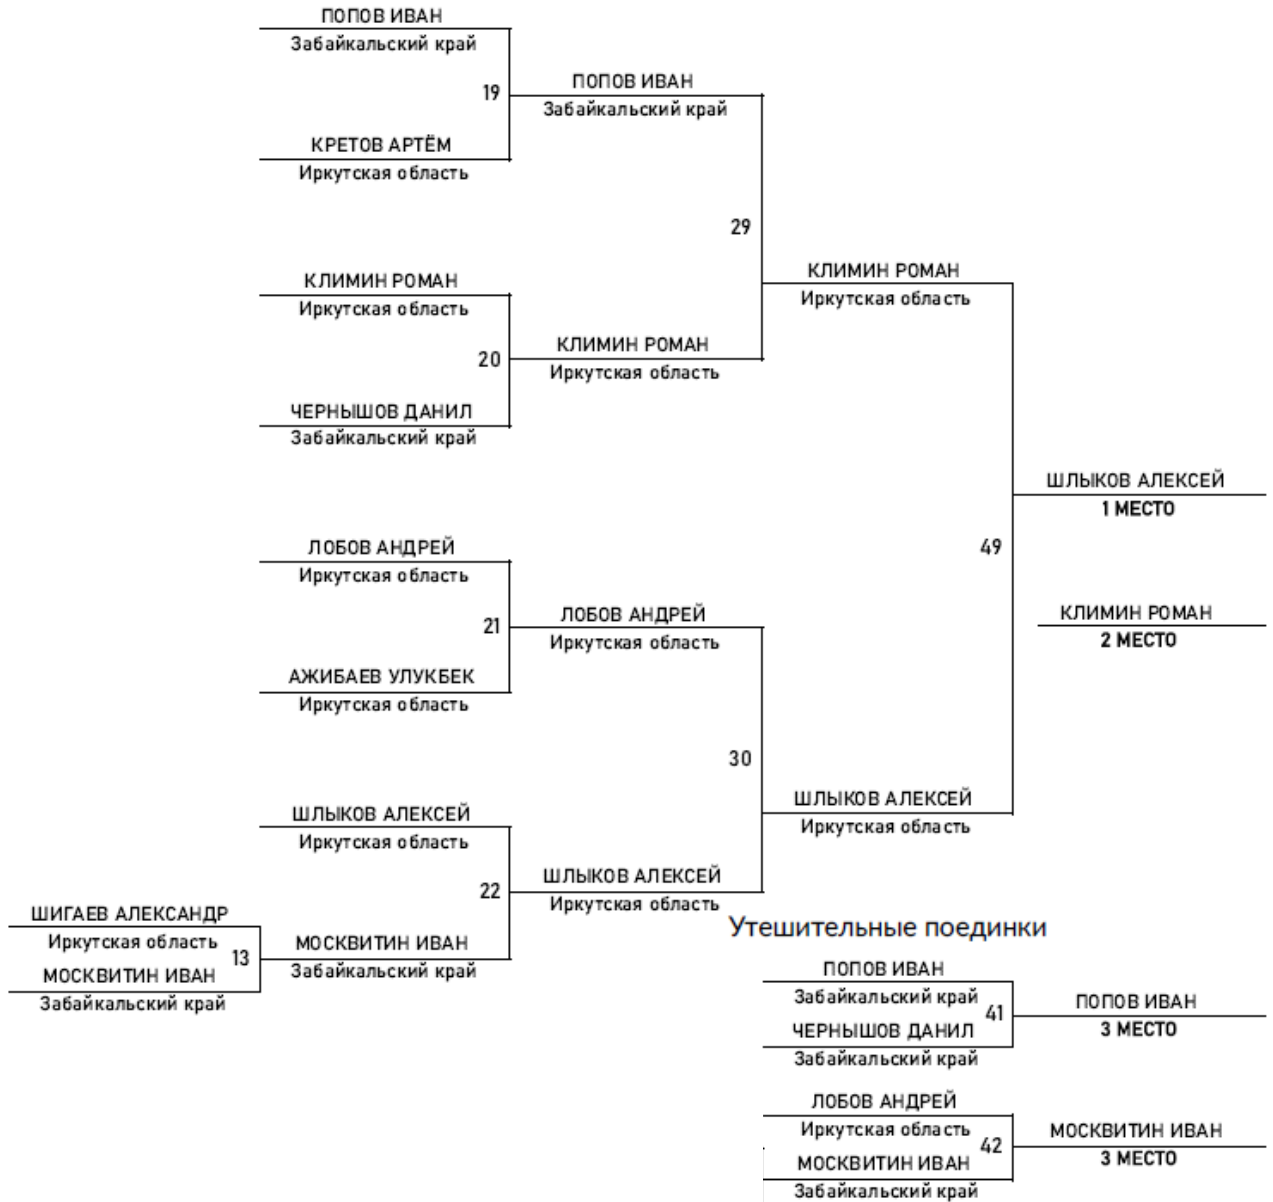 ПОПОВ ИВАН
Забайкальский край
19
ПОПОВ ИВАН
Забайкальский край
КРЕТОВ АРТЁМ
Иркутская область
29
КЛИМИН РОМАН
Иркутская область
КЛИМИН РОМАН
Иркутская область
20
КЛИМИН РОМАН
Иркутская область
ЧЕРНЫШОВ ДАНИЛ
Забайкальский край
ШЛЫКОВ АЛЕКСЕЙ
1 МЕСТО
49
ЛОБОВ АНДРЕЙ
Иркутская область
21
ЛОБОВ АНДРЕЙ
Иркутская область
КЛИМИН РОМАН
2 МЕСТО
АЖИБАЕВ УЛУКБЕК
Иркутская область
30
ШЛЫКОВ АЛЕКСЕЙ
Иркутская область
ШЛЫКОВ АЛЕКСЕЙ
Иркутская область
22
ШЛЫКОВ АЛЕКСЕЙ
Иркутская область
ШИГАЕВ АЛЕКСАНДР
Иркутская область
13
МОСКВИТИН ИВАН
Забайкальский край
МОСКВИТИН ИВАН
Забайкальский край
Утешительные поединки
ПОПОВ ИВАН
Забайкальский край
41
ЧЕРНЫШОВ ДАНИЛ
Забайкальский край
ПОПОВ ИВАН
3 МЕСТО
ЛОБОВ АНДРЕЙ
Иркутская область
42
МОСКВИТИН ИВАН
Забайкальский край
МОСКВИТИН ИВАН
3 МЕСТО